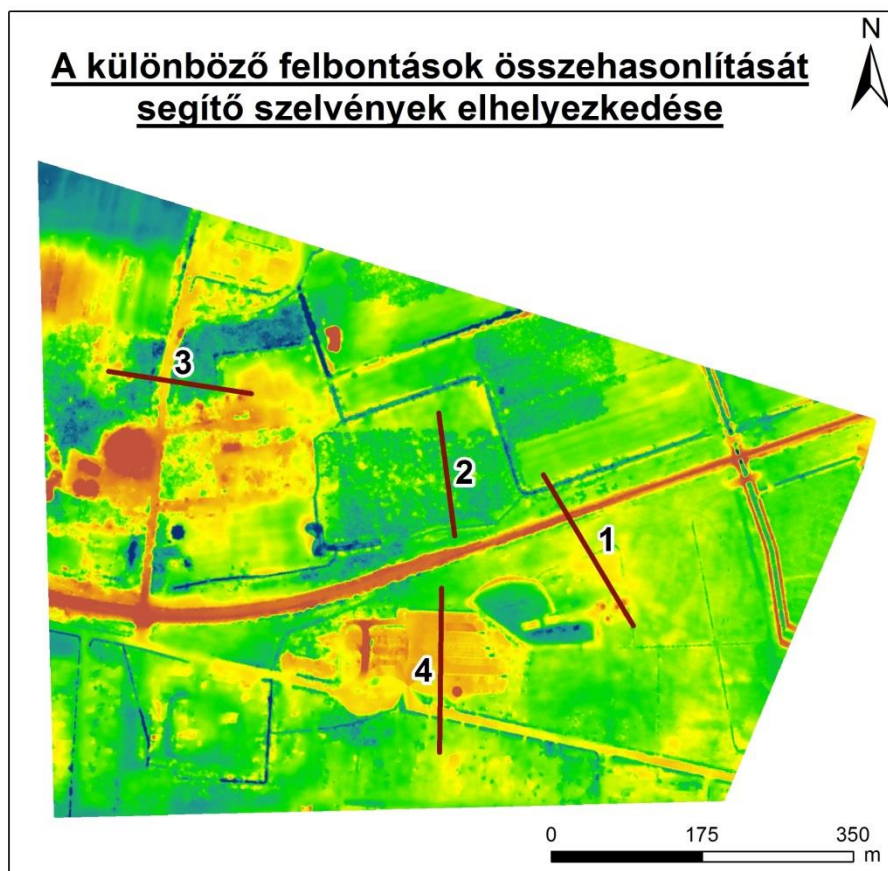 N
A különböző felbontások összehasonlítását
segítő szelvények elhelyezkedése
3
2
1
4
0 175 350
m